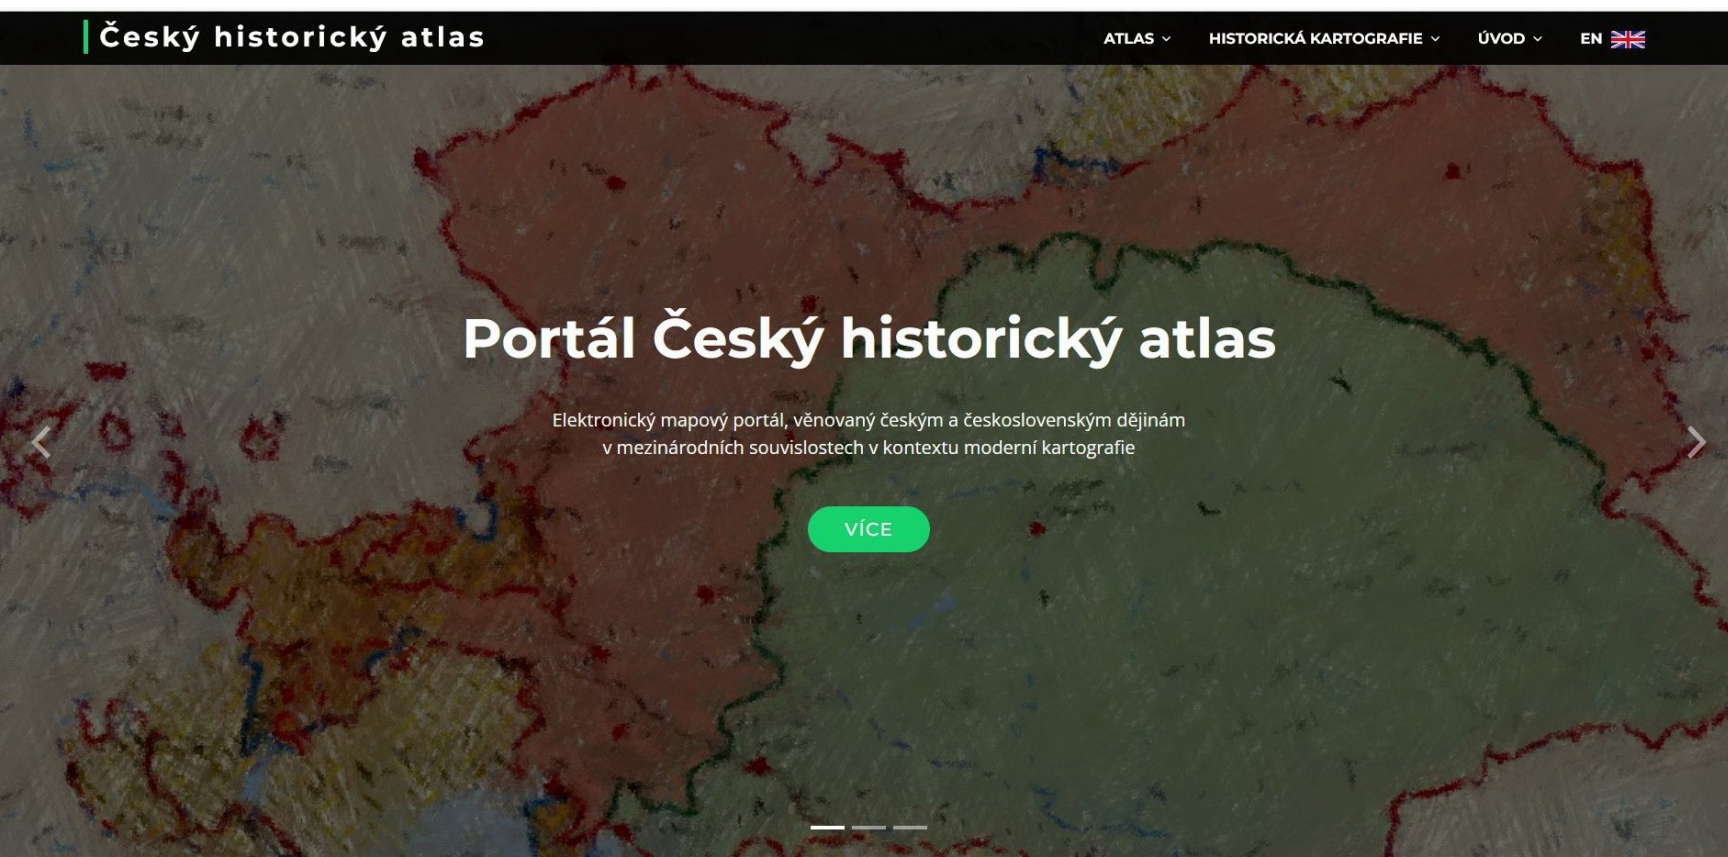 Český historický atlas
ATLAS
HISTORICKÁ KARTOGRAFIE
ÚVOD
EN
Portál Český historický atlas
Elektronický mapový portál, věnovaný českým a československým dějinám
v mezinárodních souvislostech v kontextu moderní kartografie
VÍCE